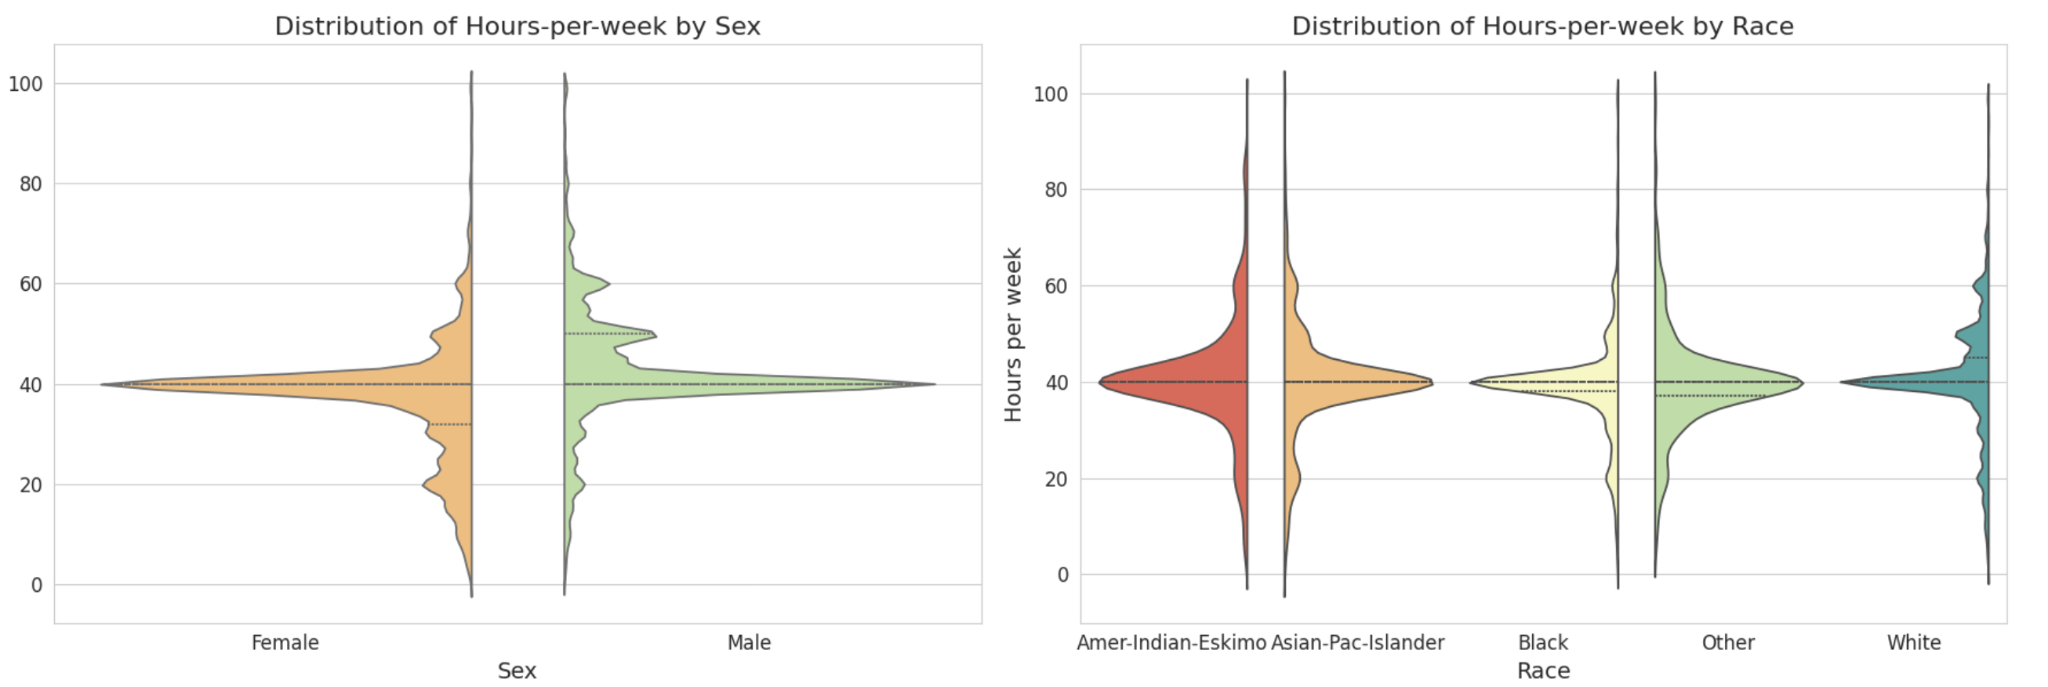 Distribution of Hours-per-week by Sex
100
80
60
40
20
0
Female
Male
Sex
Distribution of Hours-per-week by Race
Hours per week
100
80
60
40
20
0
Amer-Indian-Eskimo
Asian-Pac-Islander
Black
Other
White
Race